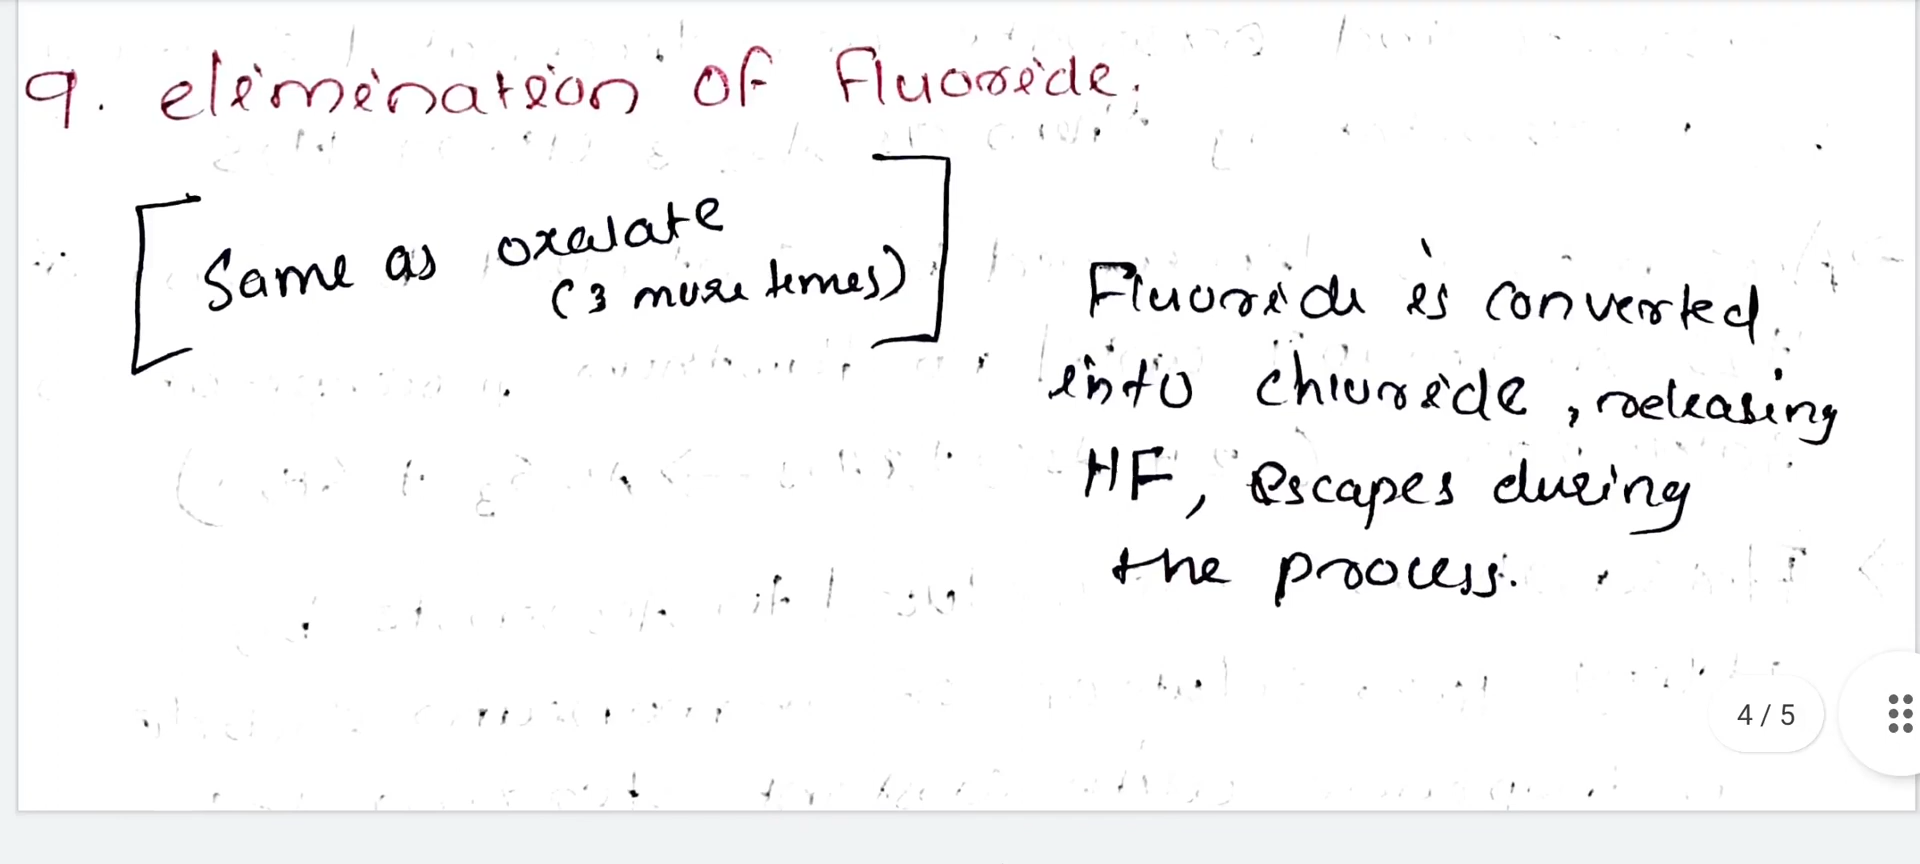 9. elimination of Fluoride.
[Same as oxalate
(3 more times)]
Fluoride is converted
into chloride, releasing
HF, escapes during
the process.
4 / 5